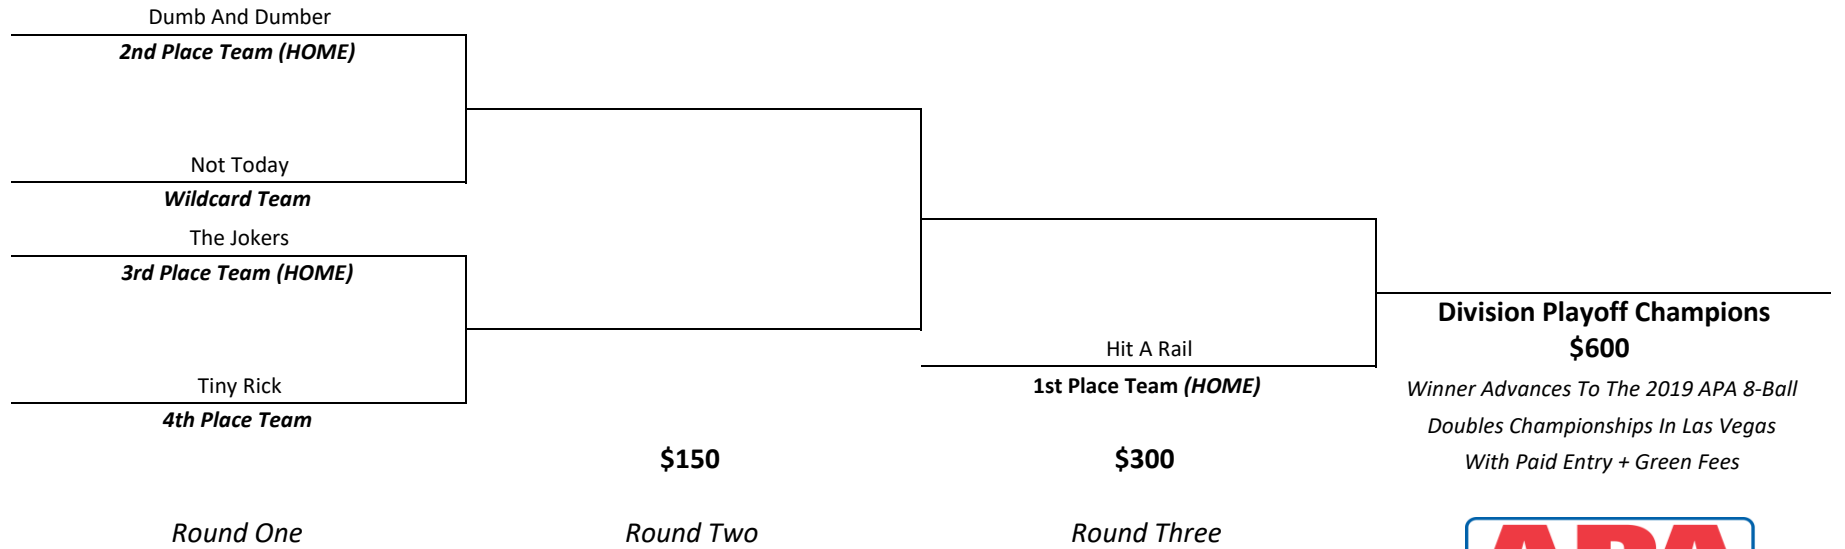 Dumb And Dumber
2nd Place Team (HOME)
Not Today
Wildcard Team
The Jokers
3rd Place Team (HOME)
Tiny Rick
4th Place Team
Hit A Rail
1st Place Team (HOME)
Division Playoff Champions
$600
Winner Advances To The 2019 APA 8-Ball
Doubles Championships In Las Vegas
With Paid Entry + Green Fees
$150
$300
Round One
Round Two
Round Three
APA